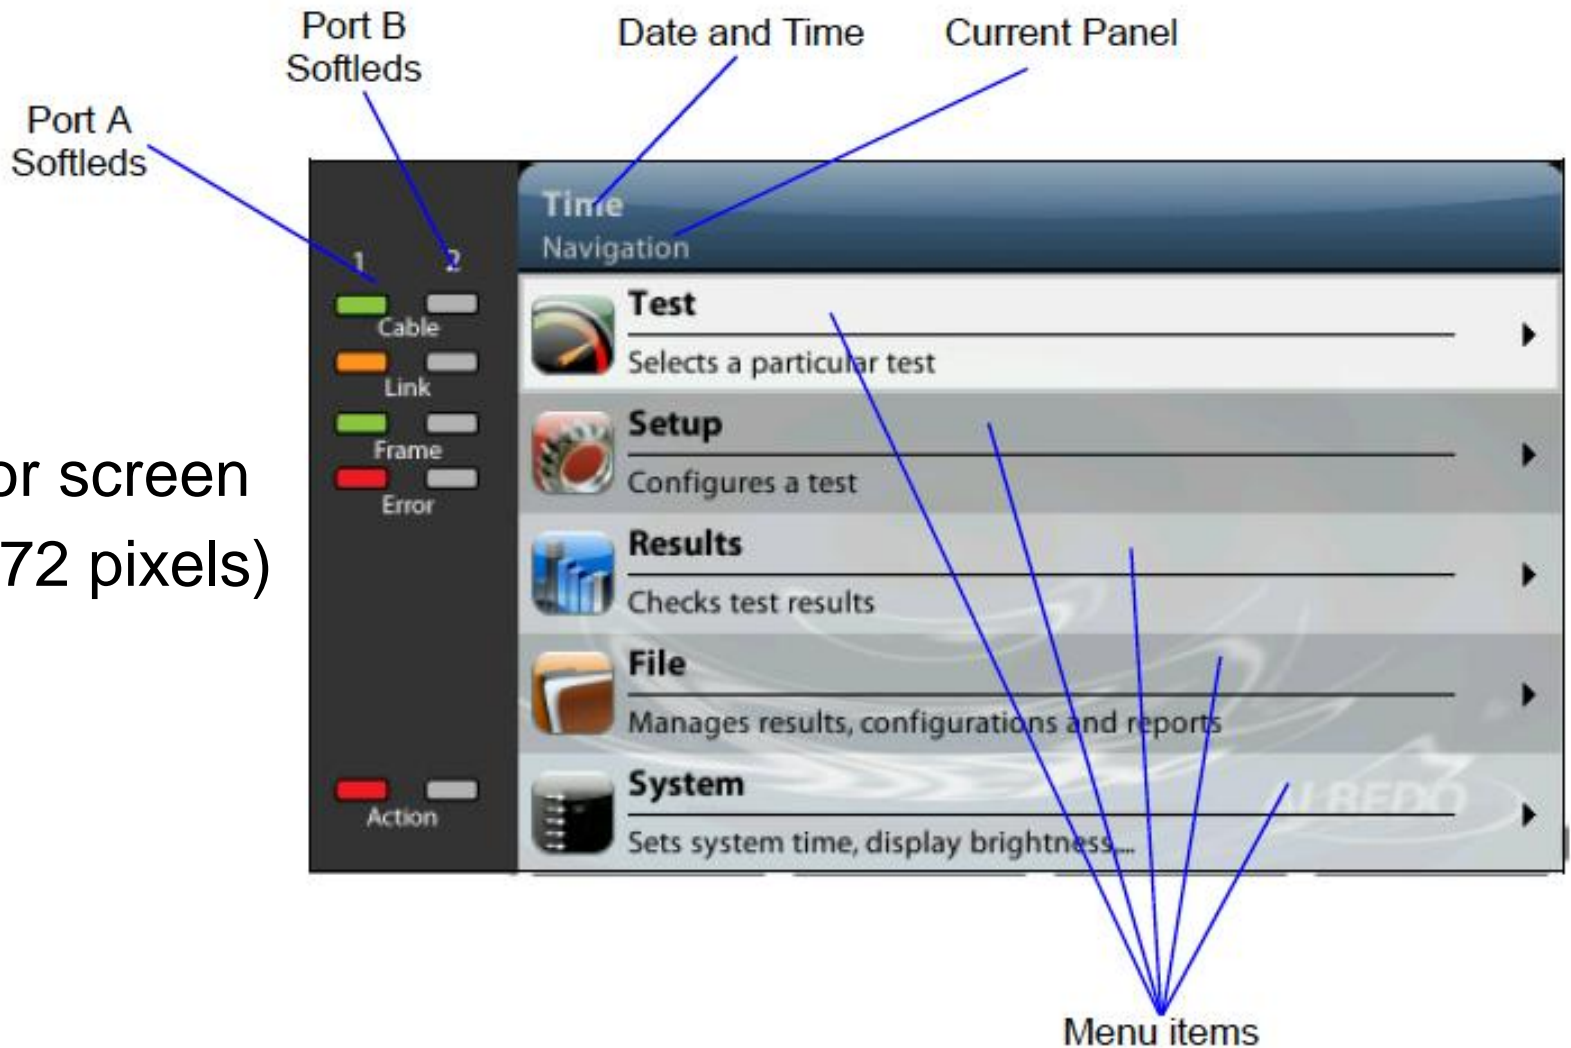 Port B
Softleds
Date and Time
Current Panel
Port A
Softleds
Time
Navigation
1 2
Cable
Link
Frame
Error
Action
Test
Selects a particular test
Setup
Configures a test
Results
Checks test results
File
Manages results, configurations and reports
System
Sets system time, display brightness...
ALBEDO
or screen
72 pixels)
Menu items